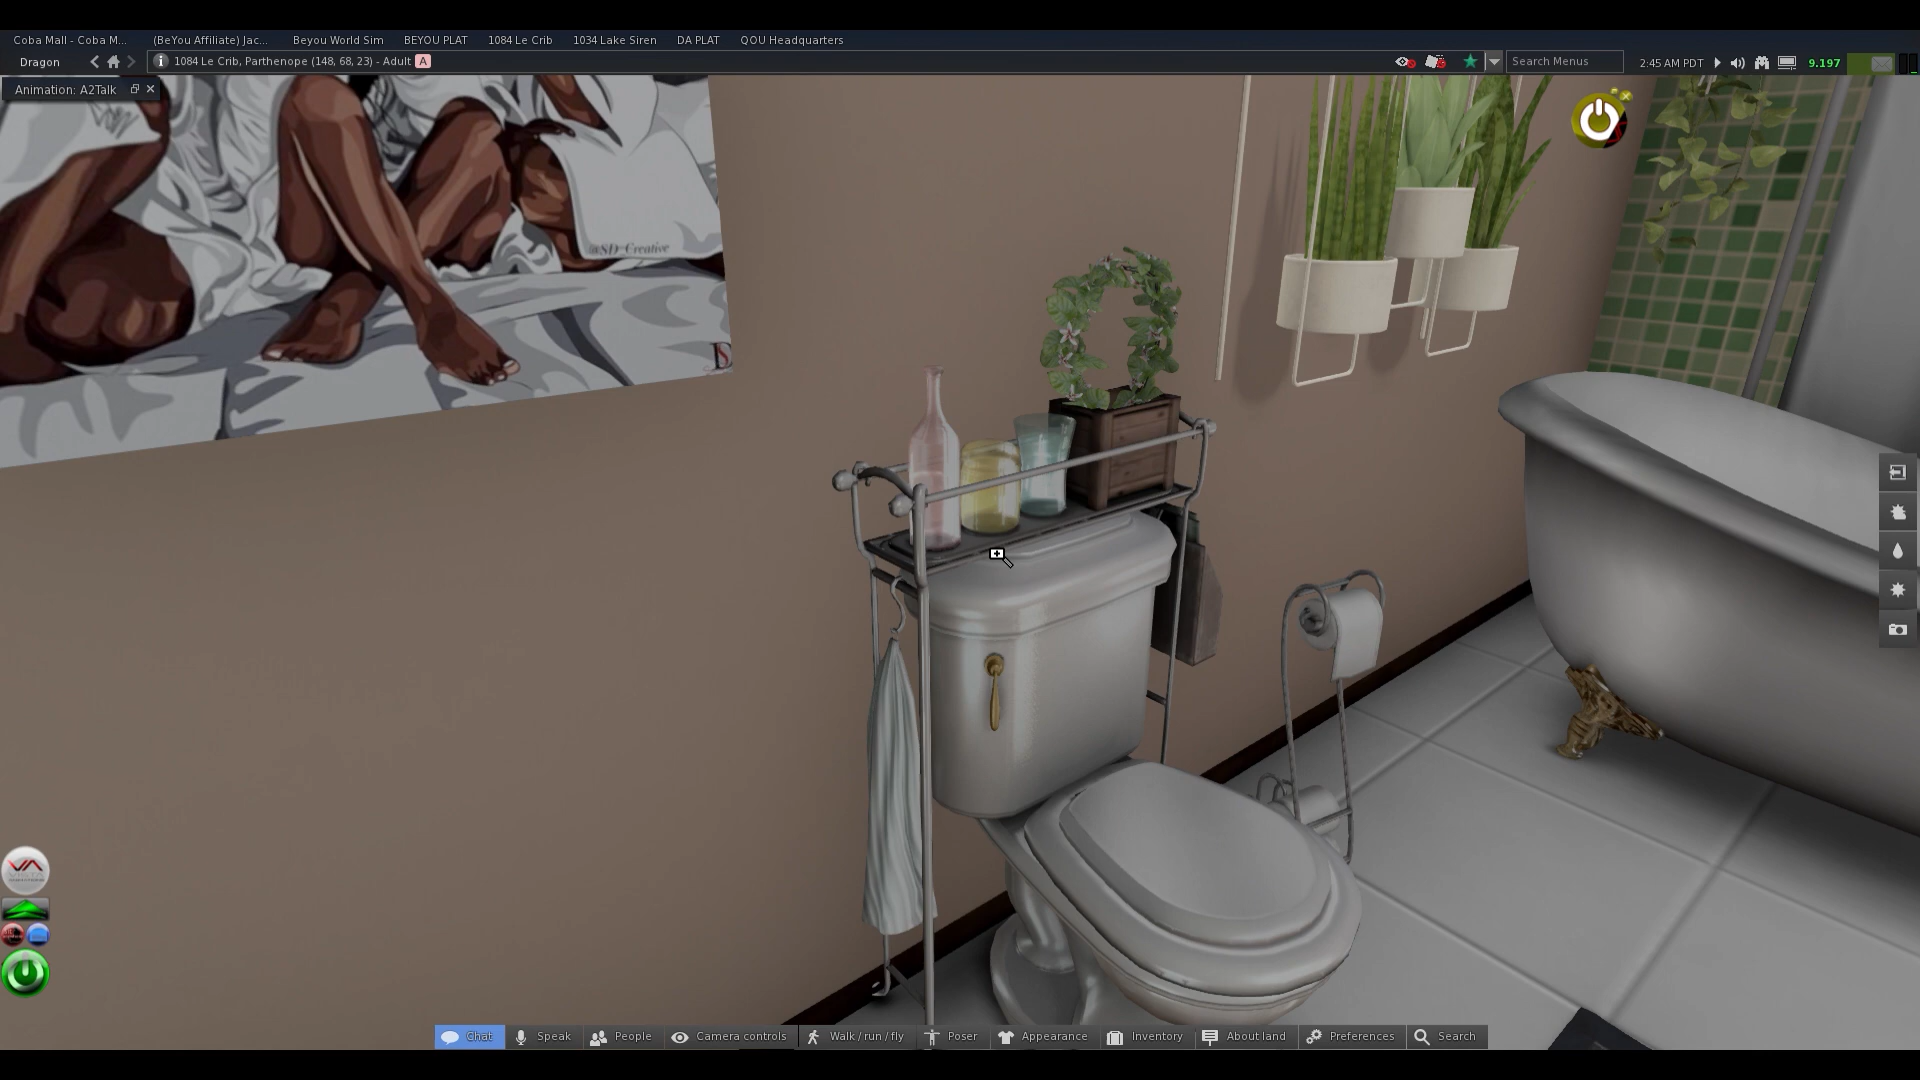 Coba Mall - Coba M...
(BeYou Affiliate) Jac...
Beyou World Sim
BEYOU PLAT
1084 Le Crib
1034 Lake Siren
DA PLAT
QOU Headquarters
Dragon
1084 Le Crib, Parthenope (148, 68, 23) - Adult
A
Search Menus
2:45 AM PDT
9.197
Animation: A2Talk
@SD_Creative
Chat
Speak
People
Camera controls
Walk / run / fly
Poser
Appearance
Inventory
About land
Preferences
Search